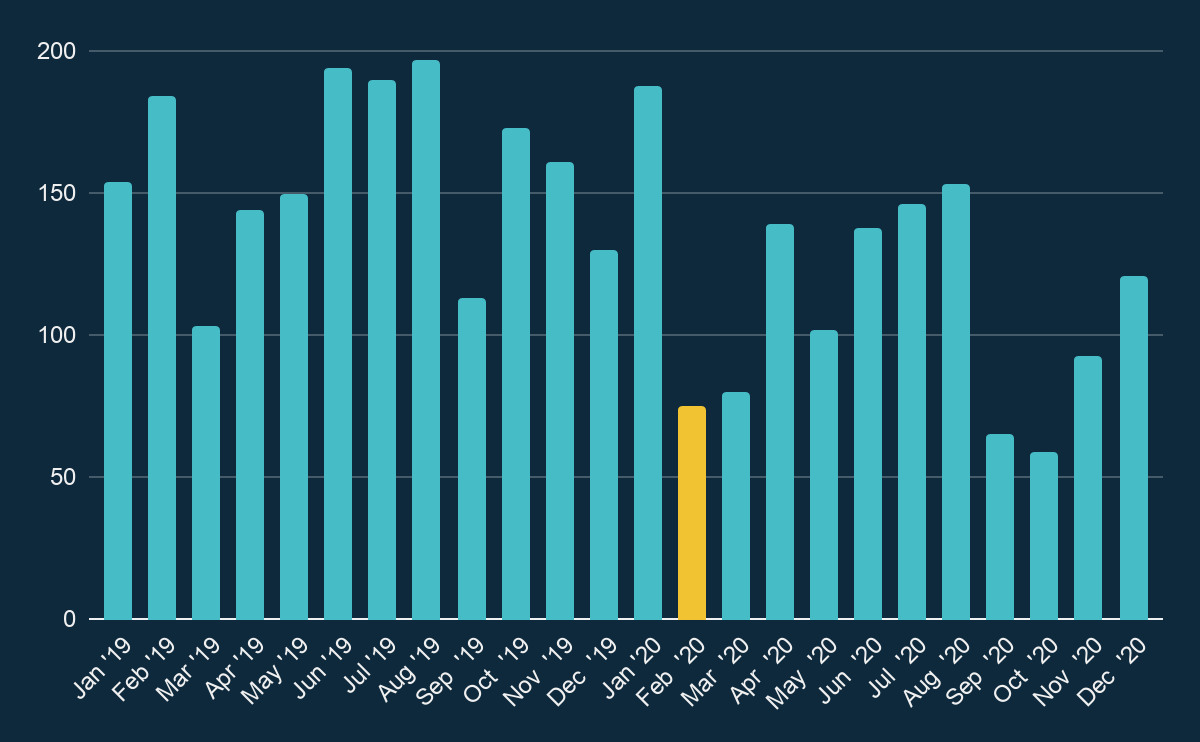 200
150
100
50
0
Jan '19
Feb '19
Mar '19
Apr '19
May '19
Jun '19
Jul '19
Aug '19
Sep '19
Oct '19
Nov '19
Dec '19
Jan '20
Feb '20
Mar '20
Apr '20
May '20
Jun '20
Jul '20
Aug '20
Sep '20
Oct '20
Nov '20
Dec '20